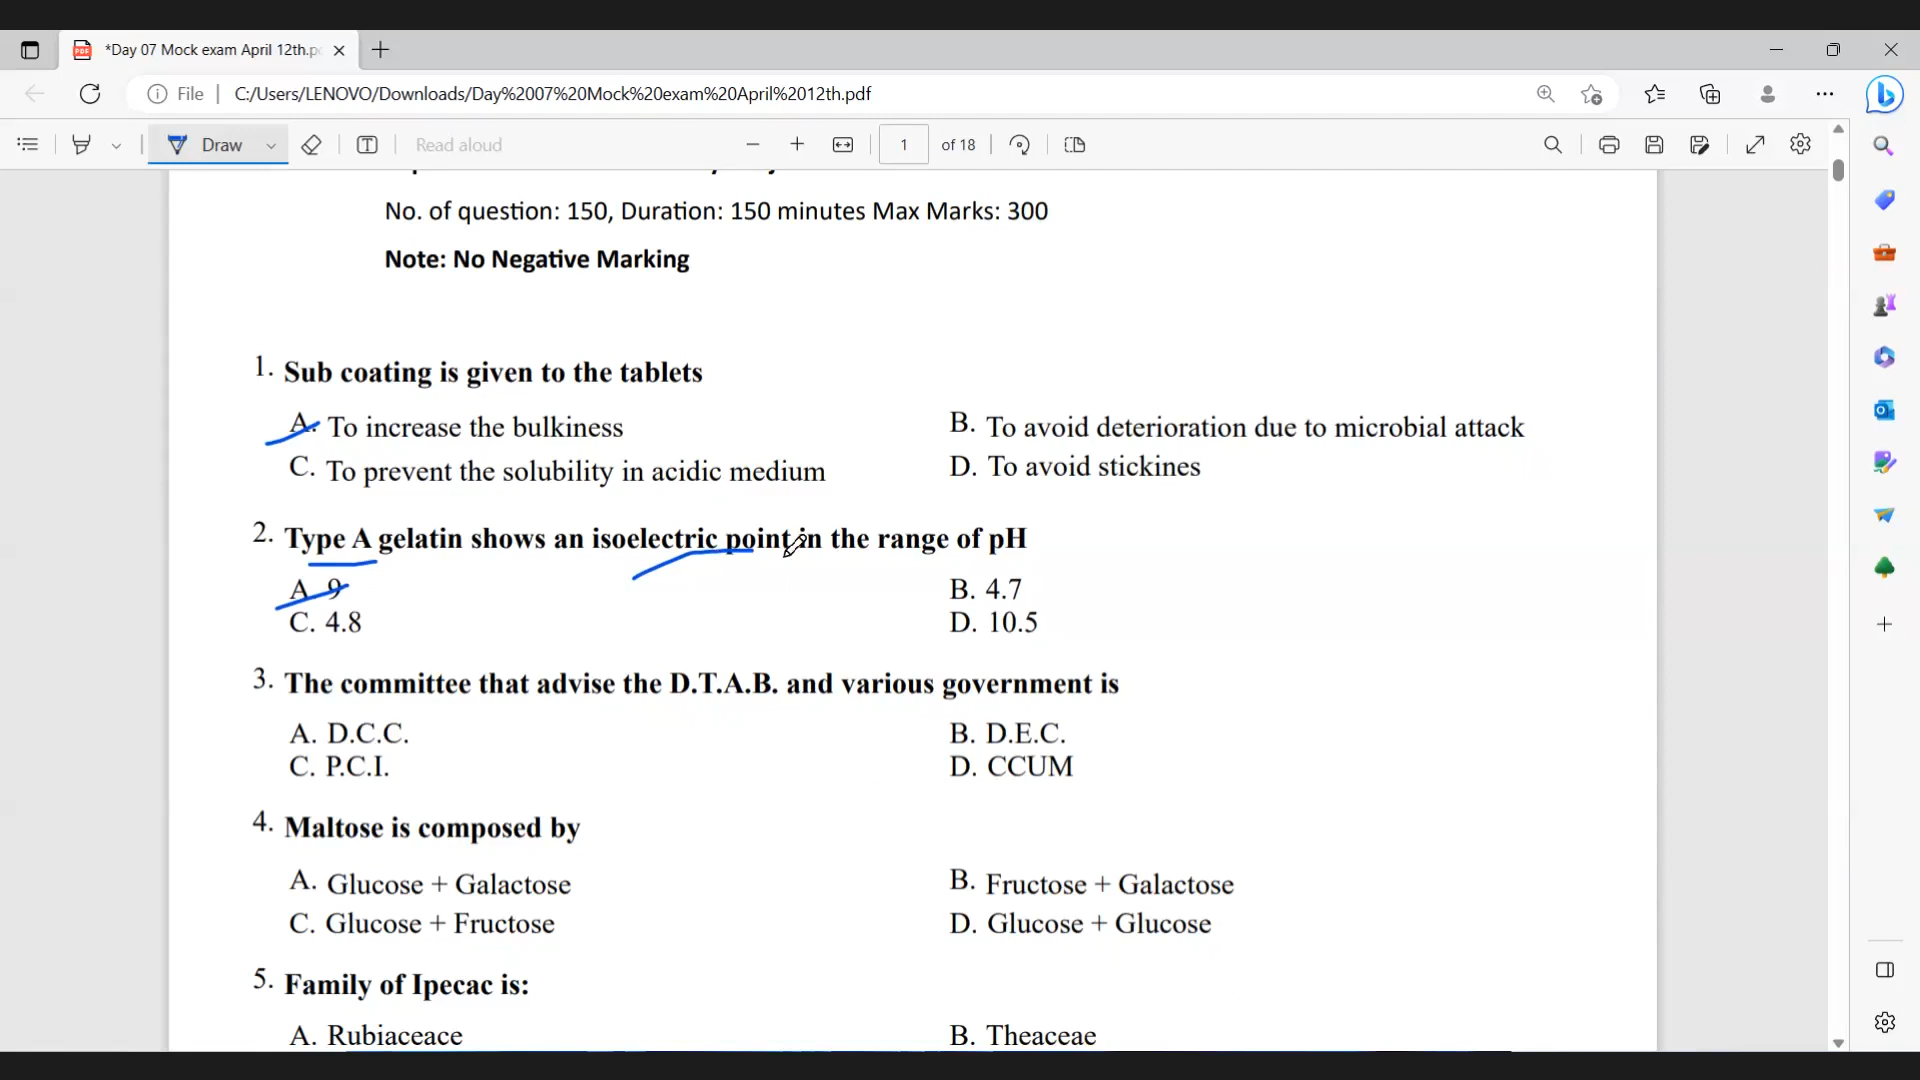 *Day 07 Mock exam April 12th.p
File
C:/Users/LENOVO/Downloads/Day%2007%20Mock%20exam%20April%2012th.pdf
Draw
Read aloud
1 of 18
No. of question: 150, Duration: 150 minutes Max Marks: 300
Note: No Negative Marking
1. Sub coating is given to the tablets
A. To increase the bulkiness
B. To avoid deterioration due to microbial attack
C. To prevent the solubility in acidic medium
D. To avoid stickines
2. Type A gelatin shows an isoelectric point in the range of pH
A. 9
B. 4.7
C. 4.8
D. 10.5
3. The committee that advise the D.T.A.B. and various government is
A. D.C.C.
B. D.E.C.
C. P.C.I.
D. CCUM
4. Maltose is composed by
A. Glucose + Galactose
B. Fructose + Galactose
C. Glucose + Fructose
D. Glucose + Glucose
5. Family of Ipecac is:
A. Rubiaceace
B. Theaceae